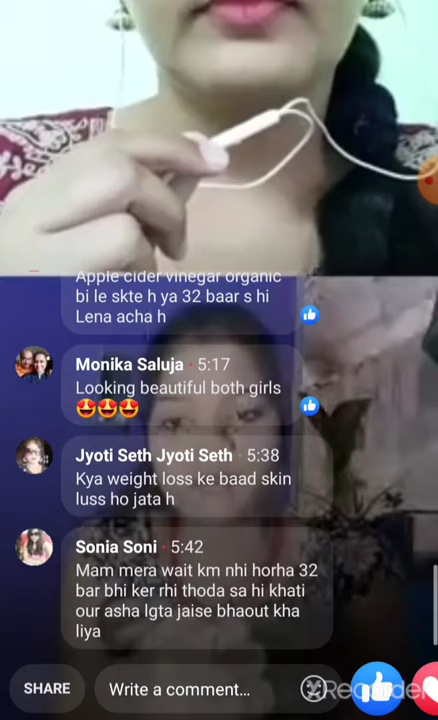 Apple cider vinegar organic
bi le skte h ya 32 baar s hi
Lena acha h
Monika Saluja · 5:17
Looking beautiful both girls
🤩🤩🤩
Jyoti Seth Jyoti Seth · 5:38
Kya weight loss ke baad skin
luss ho jata h
Sonia Soni · 5:42
Mam mera wait km nhi horha 32
bar bhi ker rhi thoda sa hi khati
our asha lgta jaise bhaout kha
liya
SHARE
Write a comment...
Recorder